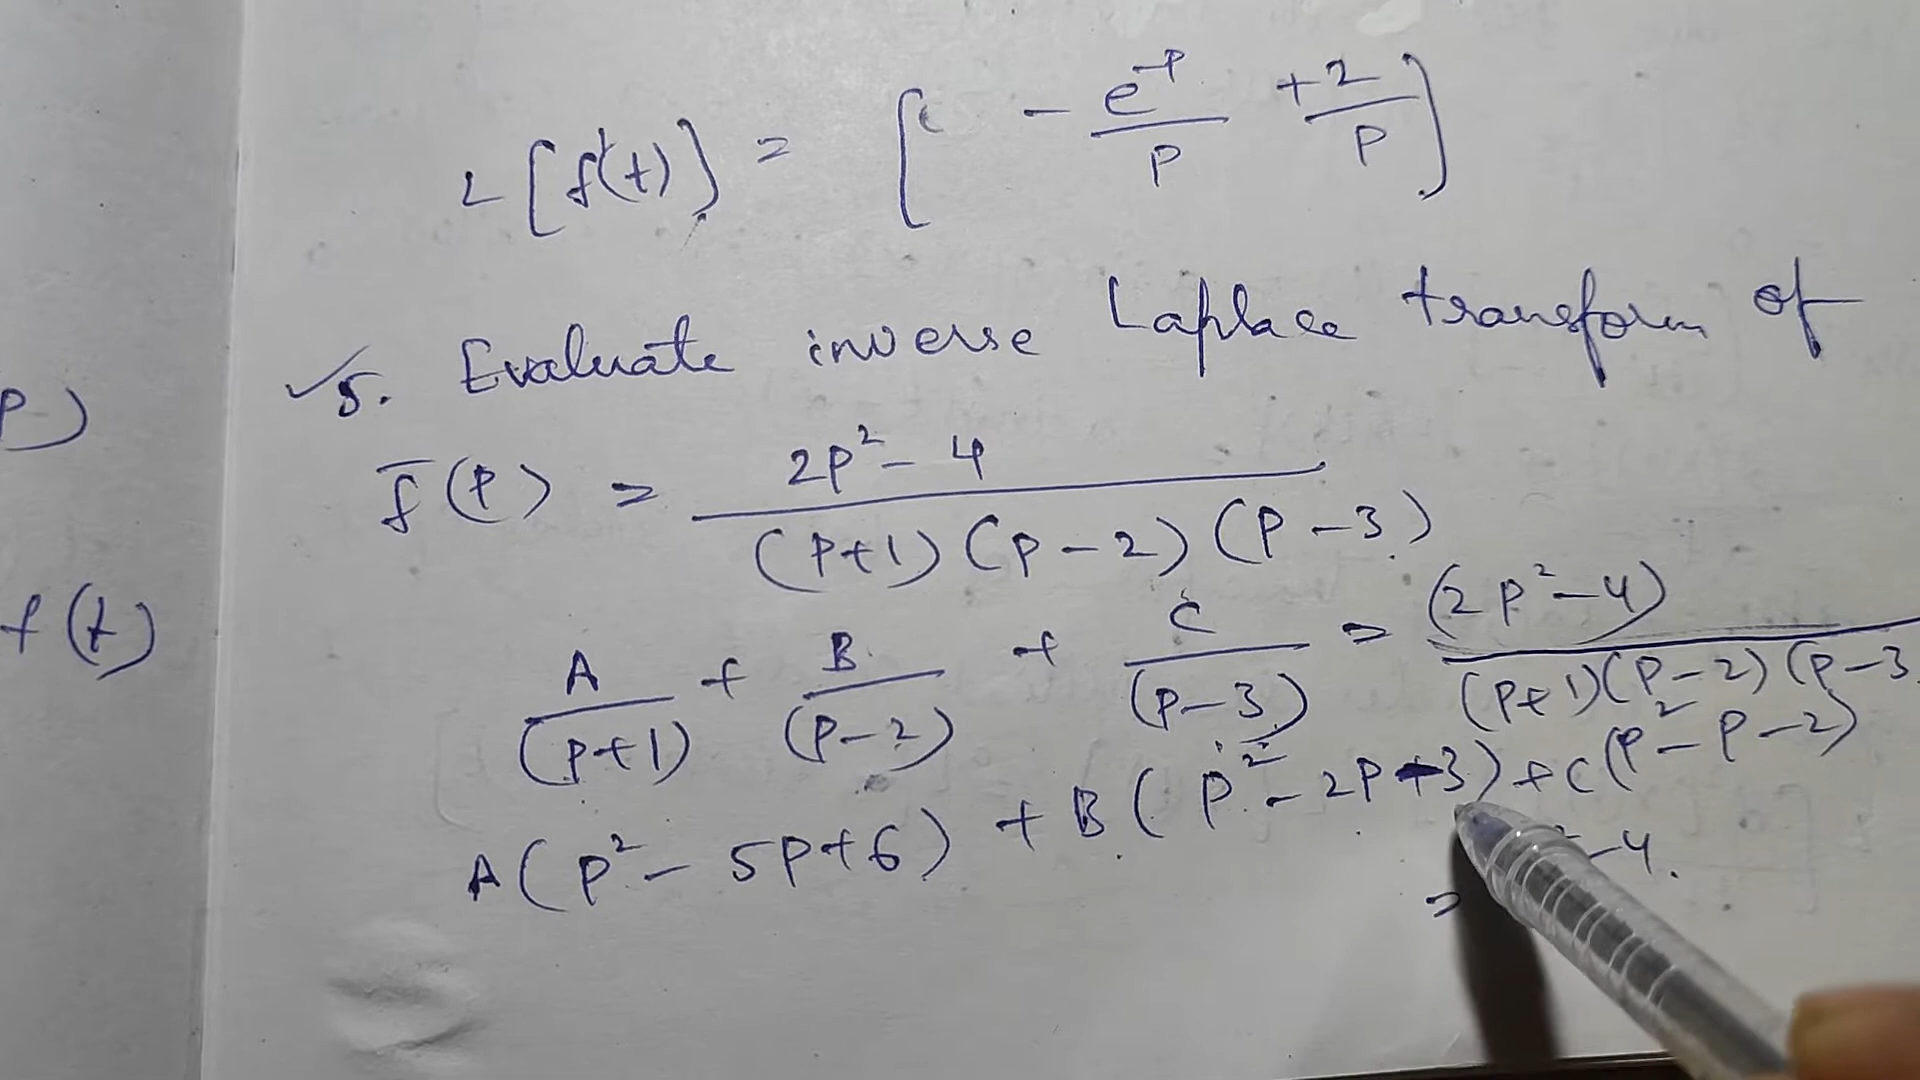 L[f'(t)] = [ - e^-p/p + 2/p ]
p)
✓5. Evaluate inverse Laplace transform of
f̄(p) = 2p² - 4 / (p+1)(p-2)(p-3)
f(t)
A/(p+1) + B/(p-2) + C/(p-3) = (2p²-4)/(p+1)(p-2)(p-3
A(p² - 5p+6) + B(p² - 2p - 3) + C(p² - p - 2)
= -4.